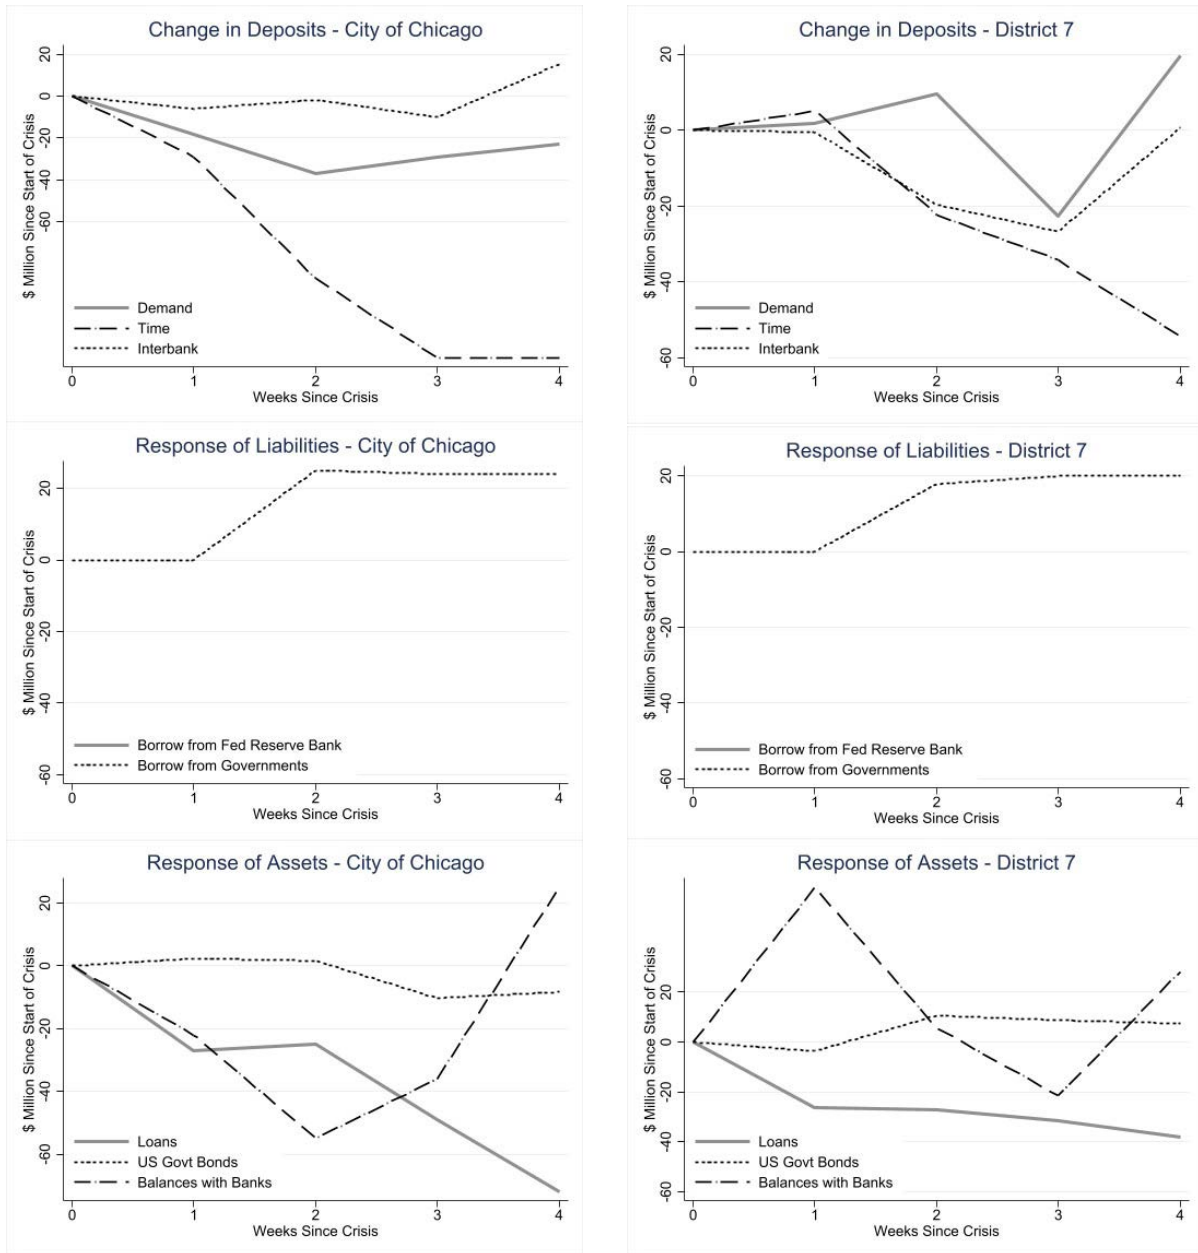 Change in Deposits - City of Chicago
$ Million Since Start of Crisis
20
0
-20
-40
-60
Demand
Time
Interbank
0 1 2 3 4
Weeks Since Crisis
Change in Deposits - District 7
$ Million Since Start of Crisis
20
0
-20
-40
-60
Demand
Time
Interbank
0 1 2 3 4
Weeks Since Crisis
Response of Liabilities - City of Chicago
$ Million Since Start of Crisis
20
0
-20
-40
-60
Borrow from Fed Reserve Bank
Borrow from Governments
0 1 2 3 4
Weeks Since Crisis
Response of Liabilities - District 7
$ Million Since Start of Crisis
20
0
-20
-40
-60
Borrow from Fed Reserve Bank
Borrow from Governments
0 1 2 3 4
Weeks Since Crisis
Response of Assets - City of Chicago
$ Million Since Start of Crisis
20
0
-20
-40
-60
Loans
US Govt Bonds
Balances with Banks
0 1 2 3 4
Weeks Since Crisis
Response of Assets - District 7
$ Million Since Start of Crisis
20
0
-20
-40
-60
Loans
US Govt Bonds
Balances with Banks
0 1 2 3 4
Weeks Since Crisis